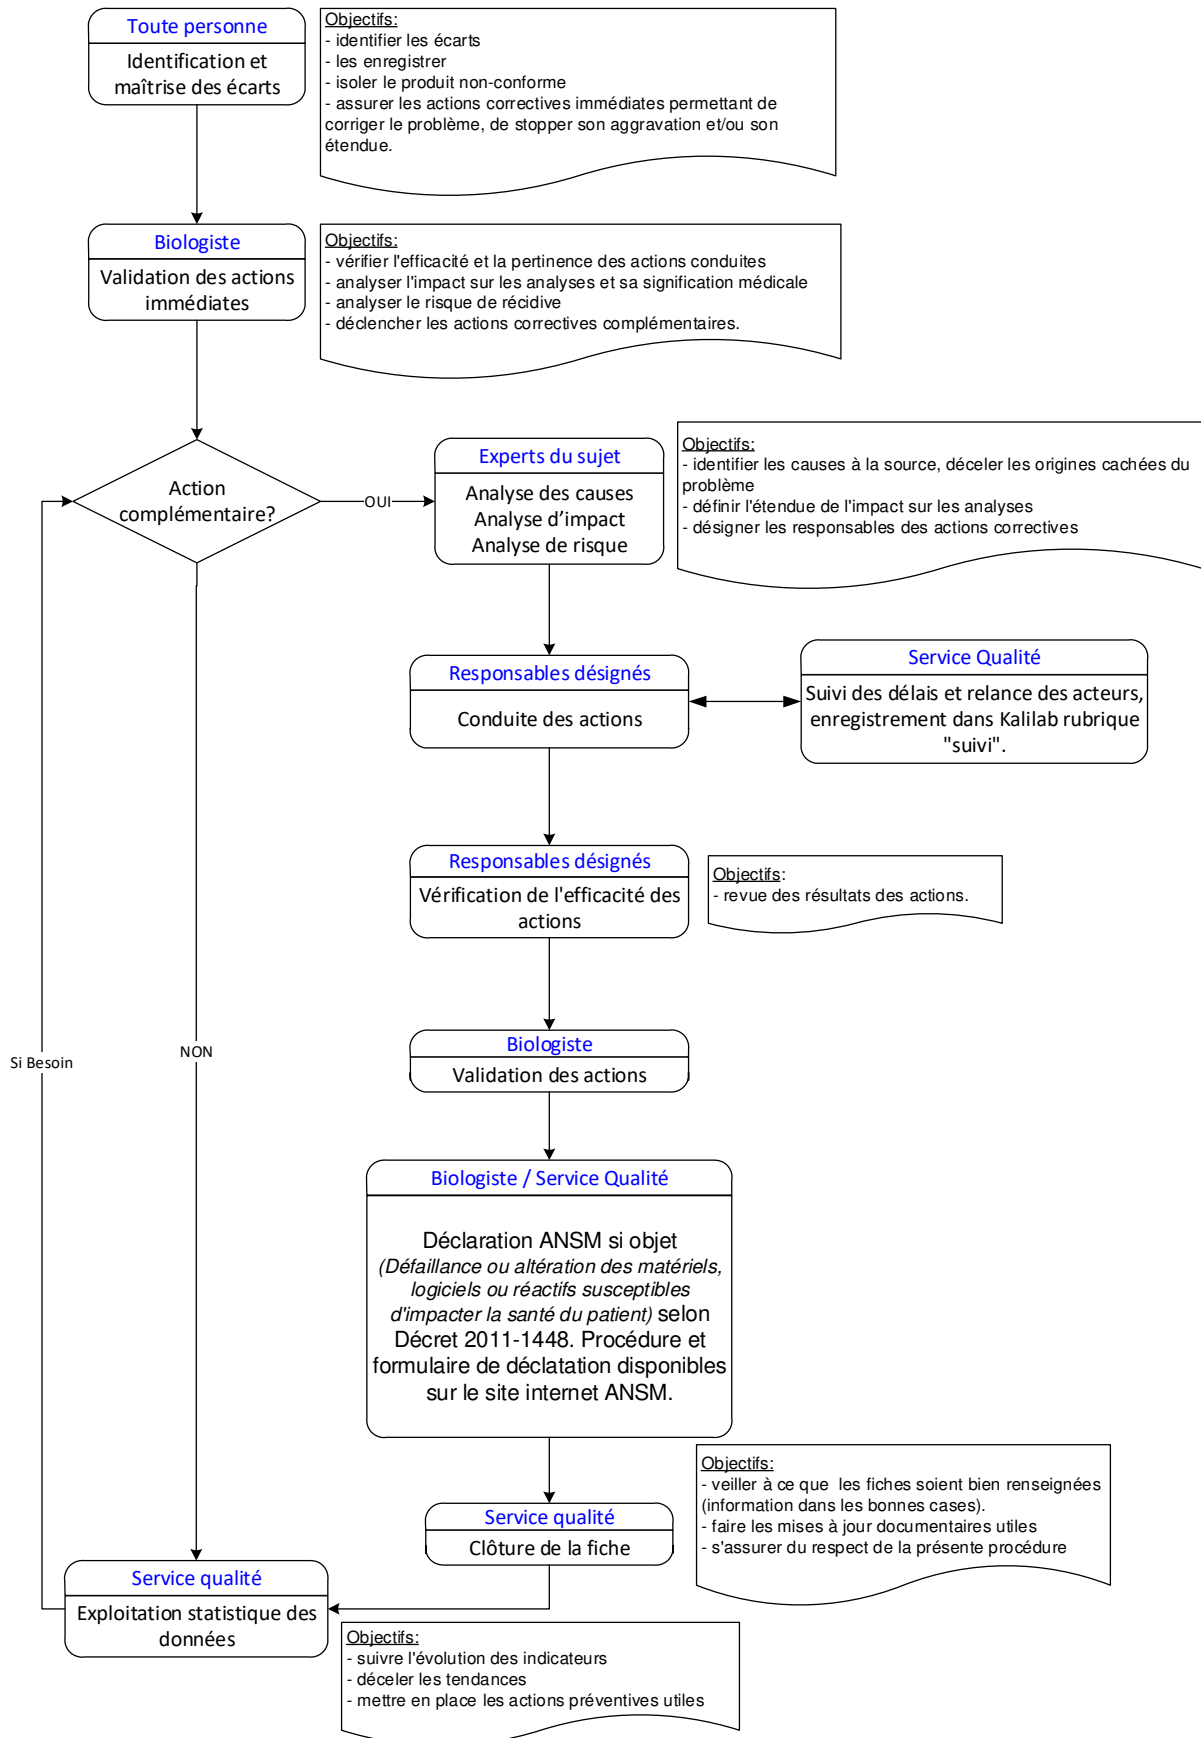 Toute personne
Identification et
maîtrise des écarts
Objectifs:
- identifier les écarts
- les enregistrer
- isoler le produit non-conforme
- assurer les actions correctives immédiates permettant de
corriger le problème, de stopper son aggravation et/ou son
étendue.
Biologiste
Validation des actions
immédiates
Objectifs:
- vérifier l'efficacité et la pertinence des actions conduites
- analyser l'impact sur les analyses et sa signification médicale
- analyser le risque de récidive
- déclencher les actions correctives complémentaires.
Action
complémentaire?
OUI
Experts du sujet
Analyse des causes
Analyse d'impact
Analyse de risque
Objectifs:
- identifier les causes à la source, déceler les origines cachées du
problème
- définir l'étendue de l'impact sur les analyses
- désigner les responsables des actions correctives
Responsables désignés
Conduite des actions
Service Qualité
Suivi des délais et relance des acteurs,
enregistrement dans Kalilab rubrique
"suivi".
Responsables désignés
Vérification de l'efficacité des
actions
Objectifs:
- revue des résultats des actions.
Si Besoin
NON
Biologiste
Validation des actions
Biologiste / Service Qualité
Déclaration ANSM si objet
(Défaillance ou altération des matériels,
logiciels ou réactifs susceptibles
d'impacter la santé du patient) selon
Décret 2011-1448. Procédure et
formulaire de déclatation disponibles
sur le site internet ANSM.
Service qualité
Clôture de la fiche
Objectifs:
- veiller à ce que les fiches soient bien renseignées
(information dans les bonnes cases).
- faire les mises à jour documentaires utiles
- s'assurer du respect de la présente procédure
Service qualité
Exploitation statistique des
données
Objectifs:
- suivre l'évolution des indicateurs
- déceler les tendances
- mettre en place les actions préventives utiles